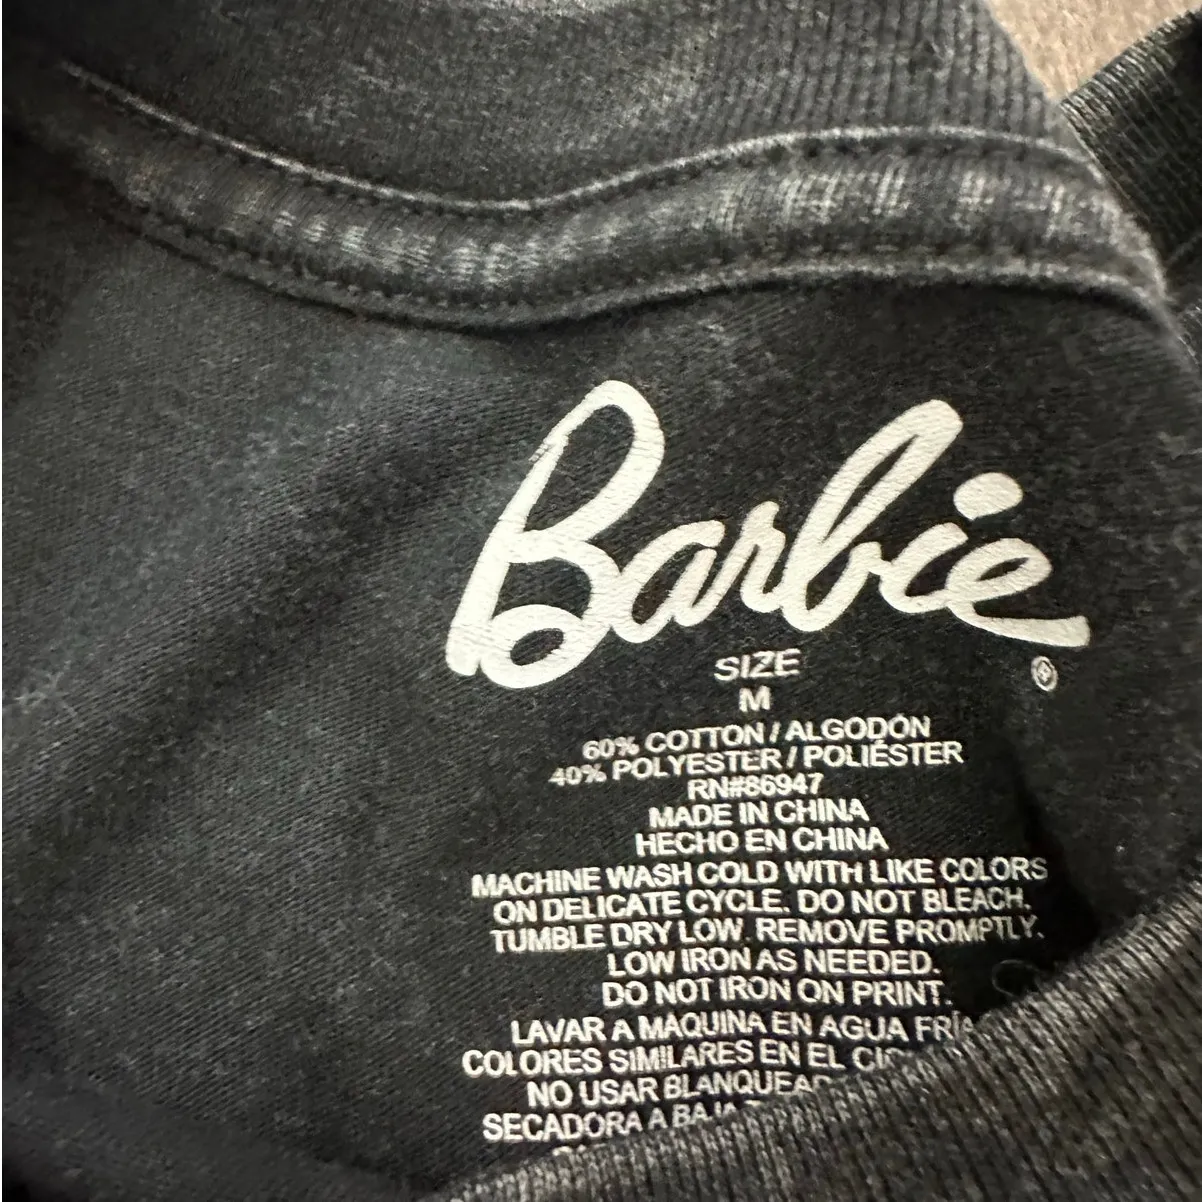 Barbie®
SIZE
M
60% COTTON / ALGODÓN
40% POLYESTER / POLIÉSTER
RN#86947
MADE IN CHINA
HECHO EN CHINA
MACHINE WASH COLD WITH LIKE COLORS
ON DELICATE CYCLE. DO NOT BLEACH.
TUMBLE DRY LOW. REMOVE PROMPTLY.
LOW IRON AS NEEDED.
DO NOT IRON ON PRINT.
LAVAR A MÁQUINA EN AGUA FRÍA
COLORES SIMILARES EN EL
NO USAR
SECADORA A